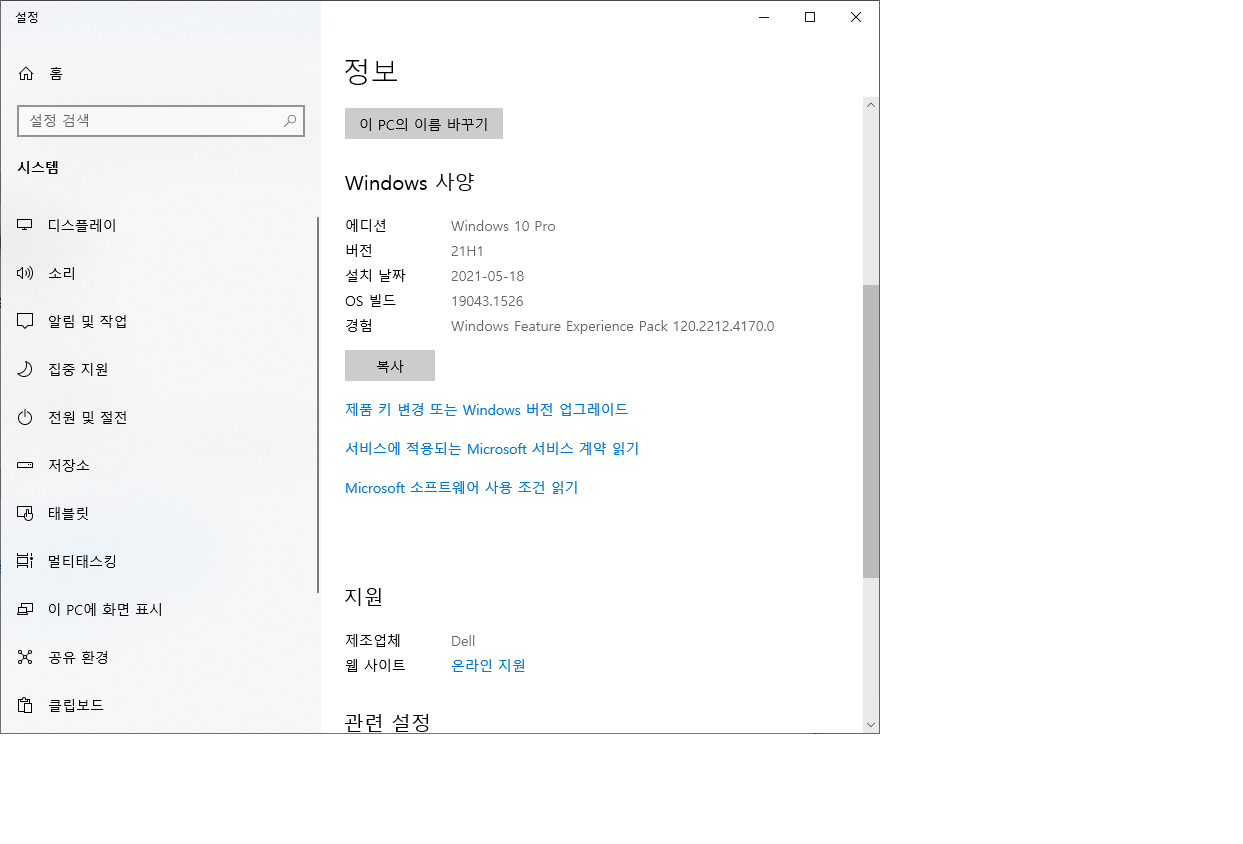 설정
홈
설정 검색
시스템
디스플레이
소리
알림 및 작업
집중 지원
전원 및 절전
저장소
태블릿
멀티태스킹
이 PC에 화면 표시
공유 환경
클립보드
정보
이 PC의 이름 바꾸기
Windows 사양
에디션 Windows 10 Pro
버전 21H1
설치 날짜 2021-05-18
OS 빌드 19043.1526
경험 Windows Feature Experience Pack 120.2212.4170.0
복사
제품 키 변경 또는 Windows 버전 업그레이드
서비스에 적용되는 Microsoft 서비스 계약 읽기
Microsoft 소프트웨어 사용 조건 읽기
지원
제조업체 Dell
웹 사이트 온라인 지원
관련 설정